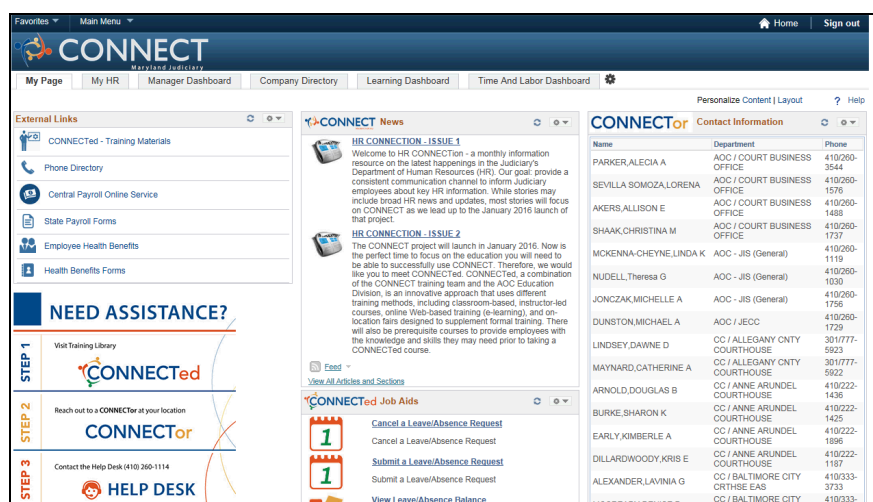 Favorites Main Menu Home Sign out
CONNECT
Maryland Judiciary
My Page My HR Manager Dashboard Company Directory Learning Dashboard Time And Labor Dashboard
Personalize Content | Layout ? Help
External Links
CONNECTed - Training Materials
Phone Directory
Central Payroll Online Service
State Payroll Forms
Employee Health Benefits
Health Benefits Forms
NEED ASSISTANCE?
STEP 1
Visit Training Library
CONNECTed
STEP 2
Reach out to a CONNECTor at your location
CONNECTor
STEP 3
Contact the Help Desk (410) 260-1114
HELP DESK
CONNECT News
HR CONNECTION - ISSUE 1
Welcome to HR CONNECTion - a monthly information
resource on the latest happenings in the Judiciary's
Department of Human Resources (HR). Our goal: provide a
consistent communication channel to inform Judiciary
employees about key HR information. While stories may
include broad HR news and updates, most stories will focus
on CONNECT as we lead up to the January 2016 launch of
that project.
HR CONNECTION - ISSUE 2
The CONNECT project will launch in January 2016. Now is
the perfect time to focus on the education you will need to
be able to successfully use CONNECT. Therefore, we would
like you to meet CONNECTed. CONNECTed, a combination
of the CONNECT training team and the AOC Education
Division, is an innovative approach that uses different
training methods, including classroom-based, instructor-led
courses, online Web-based training (e-learning), and on-
location fairs designed to supplement formal training. There
will also be prerequisite courses to provide employees with
the knowledge and skills they may need prior to taking a
CONNECTed course.
Feed
View All Articles and Sections
CONNECTed Job Aids
1
Cancel a Leave/Absence Request
Cancel a Leave/Absence Request
1
Submit a Leave/Absence Request
Submit a Leave/Absence Request
View Leave/Absence Balance
CONNECTor Contact Information
Name Department Phone
PARKER,ALECIA A AOC / COURT BUSINESS OFFICE 410/260-3544
SEVILLA SOMOZA,LORENA AOC / COURT BUSINESS OFFICE 410/260-1576
AKERS,ALLISON E AOC / COURT BUSINESS OFFICE 410/260-1488
SHAAK,CHRISTINA M AOC / COURT BUSINESS OFFICE 410/260-1737
MCKENNA-CHEYNE,LINDA K AOC - JIS (General) 410/260-1119
NUDELL,Theresa G AOC - JIS (General) 410/260-1030
JONCZAK,MICHELLE A AOC - JIS (General) 410/260-1756
DUNSTON,MICHAEL A AOC / JECC 410/260-1729
LINDSEY,DAWNE D CC / ALLEGANY CNTY COURTHOUSE 301/777-5923
MAYNARD,CATHERINE A CC / ALLEGANY CNTY COURTHOUSE 301/777-5922
ARNOLD,DOUGLAS B CC / ANNE ARUNDEL COURTHOUSE 410/222-1436
BURKE,SHARON K CC / ANNE ARUNDEL COURTHOUSE 410/222-1425
EARLY,KIMBERLE A CC / ANNE ARUNDEL COURTHOUSE 410/222-1896
DILLARDWOODY,KRIS E CC / ANNE ARUNDEL COURTHOUSE 410/222-1187
ALEXANDER,LAVINIA G CC / BALTIMORE CITY CRTHSE EAS 410/333-3733
CC / BALTIMORE CITY 410/333-